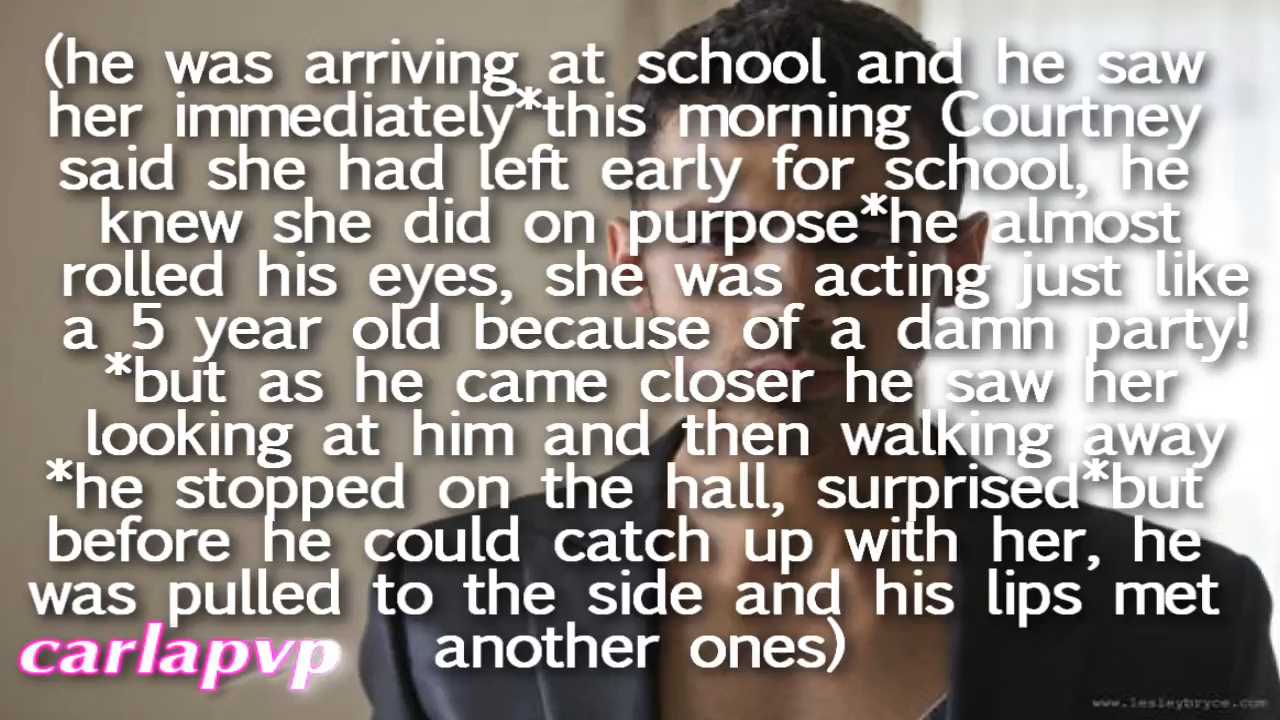 (he was arriving at school and he saw
her immediately*this morning Courtney
said she had left early for school, he
knew she did on purpose*he almost
rolled his eyes, she was acting just like
a 5 year old because of a damn party!
*but as he came closer he saw her
looking at him and then walking away
*he stopped on the hall, surprised*but
before he could catch up with her, he
was pulled to the side and his lips met
another ones)
carlapvp
www.lesleybryce.com